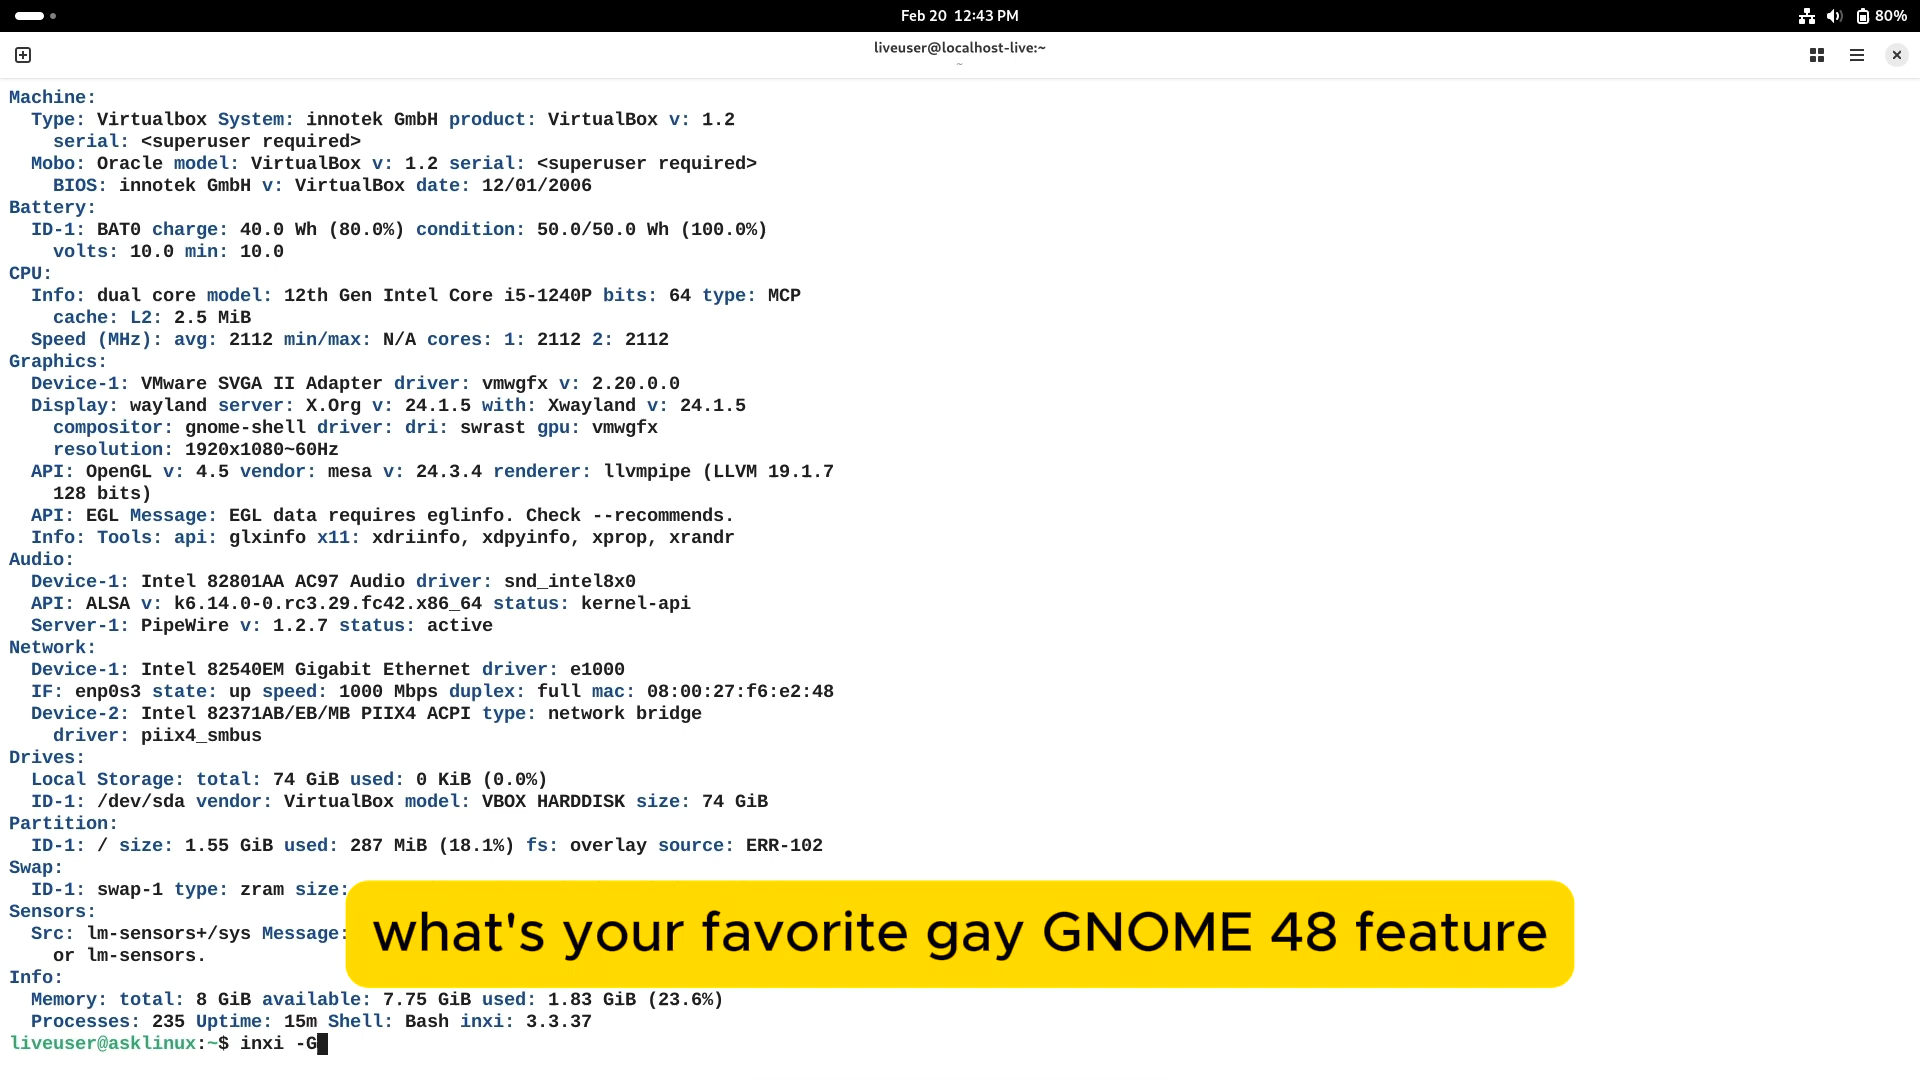 Feb 20 12:43 PM
80%
liveuser@localhost-live:~
~
Machine:
Type: Virtualbox System: innotek GmbH product: VirtualBox v: 1.2
serial: <superuser required>
Mobo: Oracle model: VirtualBox v: 1.2 serial: <superuser required>
BIOS: innotek GmbH v: VirtualBox date: 12/01/2006
Battery:
ID-1: BAT0 charge: 40.0 Wh (80.0%) condition: 50.0/50.0 Wh (100.0%)
volts: 10.0 min: 10.0
CPU:
Info: dual core model: 12th Gen Intel Core i5-1240P bits: 64 type: MCP
cache: L2: 2.5 MiB
Speed (MHz): avg: 2112 min/max: N/A cores: 1: 2112 2: 2112
Graphics:
Device-1: VMware SVGA II Adapter driver: vmwgfx v: 2.20.0.0
Display: wayland server: X.Org v: 24.1.5 with: Xwayland v: 24.1.5
compositor: gnome-shell driver: dri: swrast gpu: vmwgfx
resolution: 1920x1080~60Hz
API: OpenGL v: 4.5 vendor: mesa v: 24.3.4 renderer: llvmpipe (LLVM 19.1.7
128 bits)
API: EGL Message: EGL data requires eglinfo. Check --recommends.
Info: Tools: api: glxinfo x11: xdriinfo, xdpyinfo, xprop, xrandr
Audio:
Device-1: Intel 82801AA AC97 Audio driver: snd_intel8x0
API: ALSA v: k6.14.0-0.rc3.29.fc42.x86_64 status: kernel-api
Server-1: PipeWire v: 1.2.7 status: active
Network:
Device-1: Intel 82540EM Gigabit Ethernet driver: e1000
IF: enp0s3 state: up speed: 1000 Mbps duplex: full mac: 08:00:27:f6:e2:48
Device-2: Intel 82371AB/EB/MB PIIX4 ACPI type: network bridge
driver: piix4_smbus
Drives:
Local Storage: total: 74 GiB used: 0 KiB (0.0%)
ID-1: /dev/sda vendor: VirtualBox model: VBOX HARDDISK size: 74 GiB
Partition:
ID-1: / size: 1.55 GiB used: 287 MiB (18.1%) fs: overlay source: ERR-102
Swap:
ID-1: swap-1 type: zram size:
Sensors:
Src: lm-sensors+/sys Message:
or lm-sensors.
what's your favorite gay GNOME 48 feature
Info:
Memory: total: 8 GiB available: 7.75 GiB used: 1.83 GiB (23.6%)
Processes: 235 Uptime: 15m Shell: Bash inxi: 3.3.37
liveuser@asklinux:~$ inxi -G